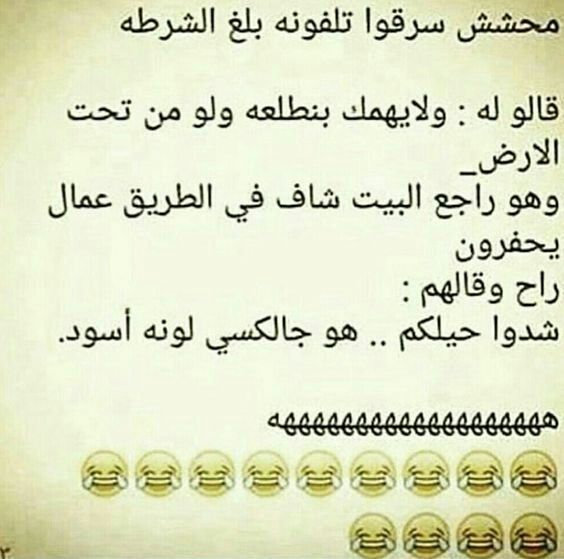 محشش سرقوا تلفونه بلغ الشرطه
قالو له : ولايهمك بنطلعه ولو من تحت
الارض_
وهو راجع البيت شاف في الطريق عمال
يحفرون
راح وقالهم :
شدوا حيلكم .. هو جالكسي لونه أسود.
هههههههههههههههههههه
😂😂😂😂😂😂😂😂😂
😂😂😂😂